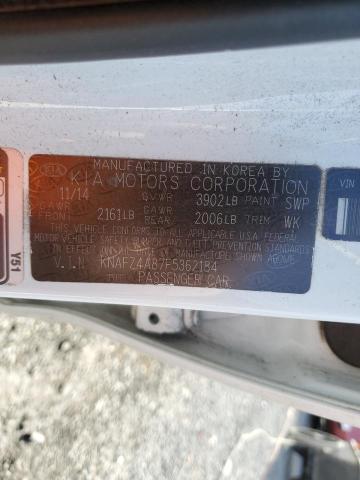 MANUFACTURED IN KOREA BY
KIA MOTORS CORPORATION
11/14 GVWR 3902LB PAINT SWP
GAWR FRONT 2161LB GAWR REAR 2006LB TRIM WK
THIS VEHICLE CONFORMS TO ALL APPLICABLE U.S.A. FEDERAL
MOTOR VEHICLE SAFETY AND THEFT PREVENTION STANDARDS
IN EFFECT ON THE DATE OF MANUFACTURE SHOWN ABOVE.
V.I.N. KNAFZ4A87F5362184
PASSENGER CAR
Y51
VIN